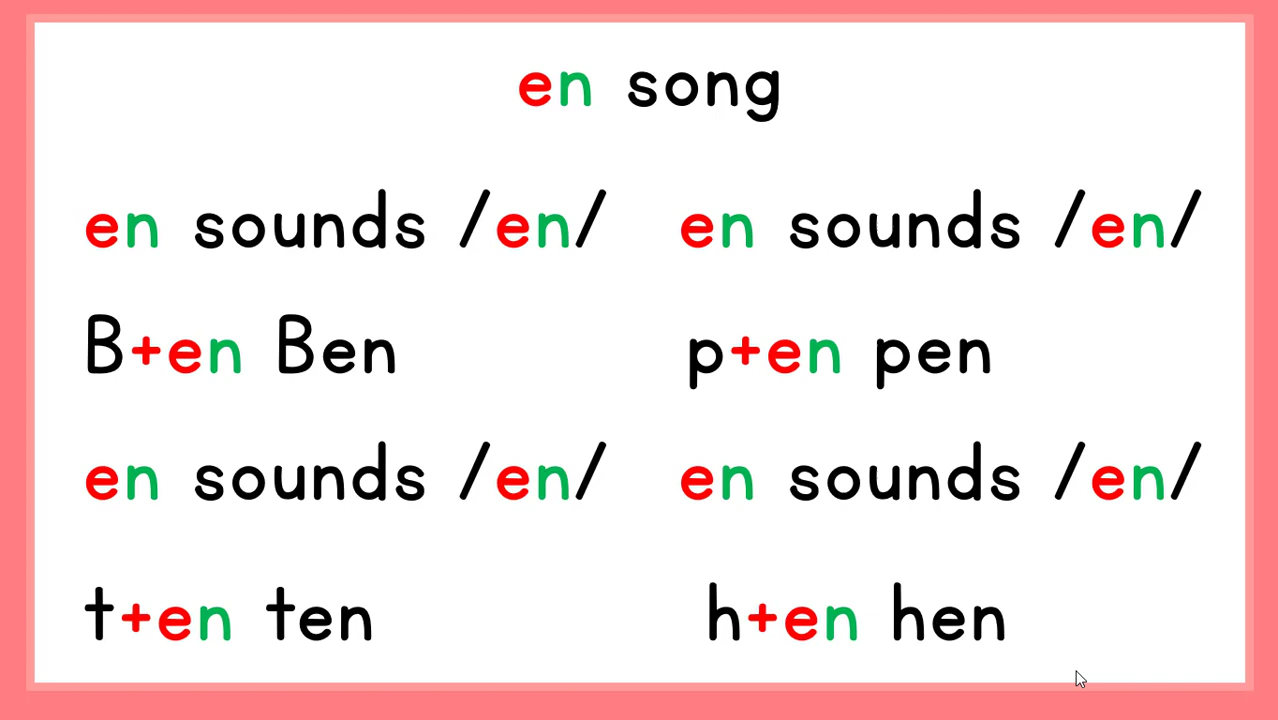 en song
en sounds /en/ en sounds /en/
B+en Ben p+en pen
en sounds /en/ en sounds /en/
t+en ten h+en hen